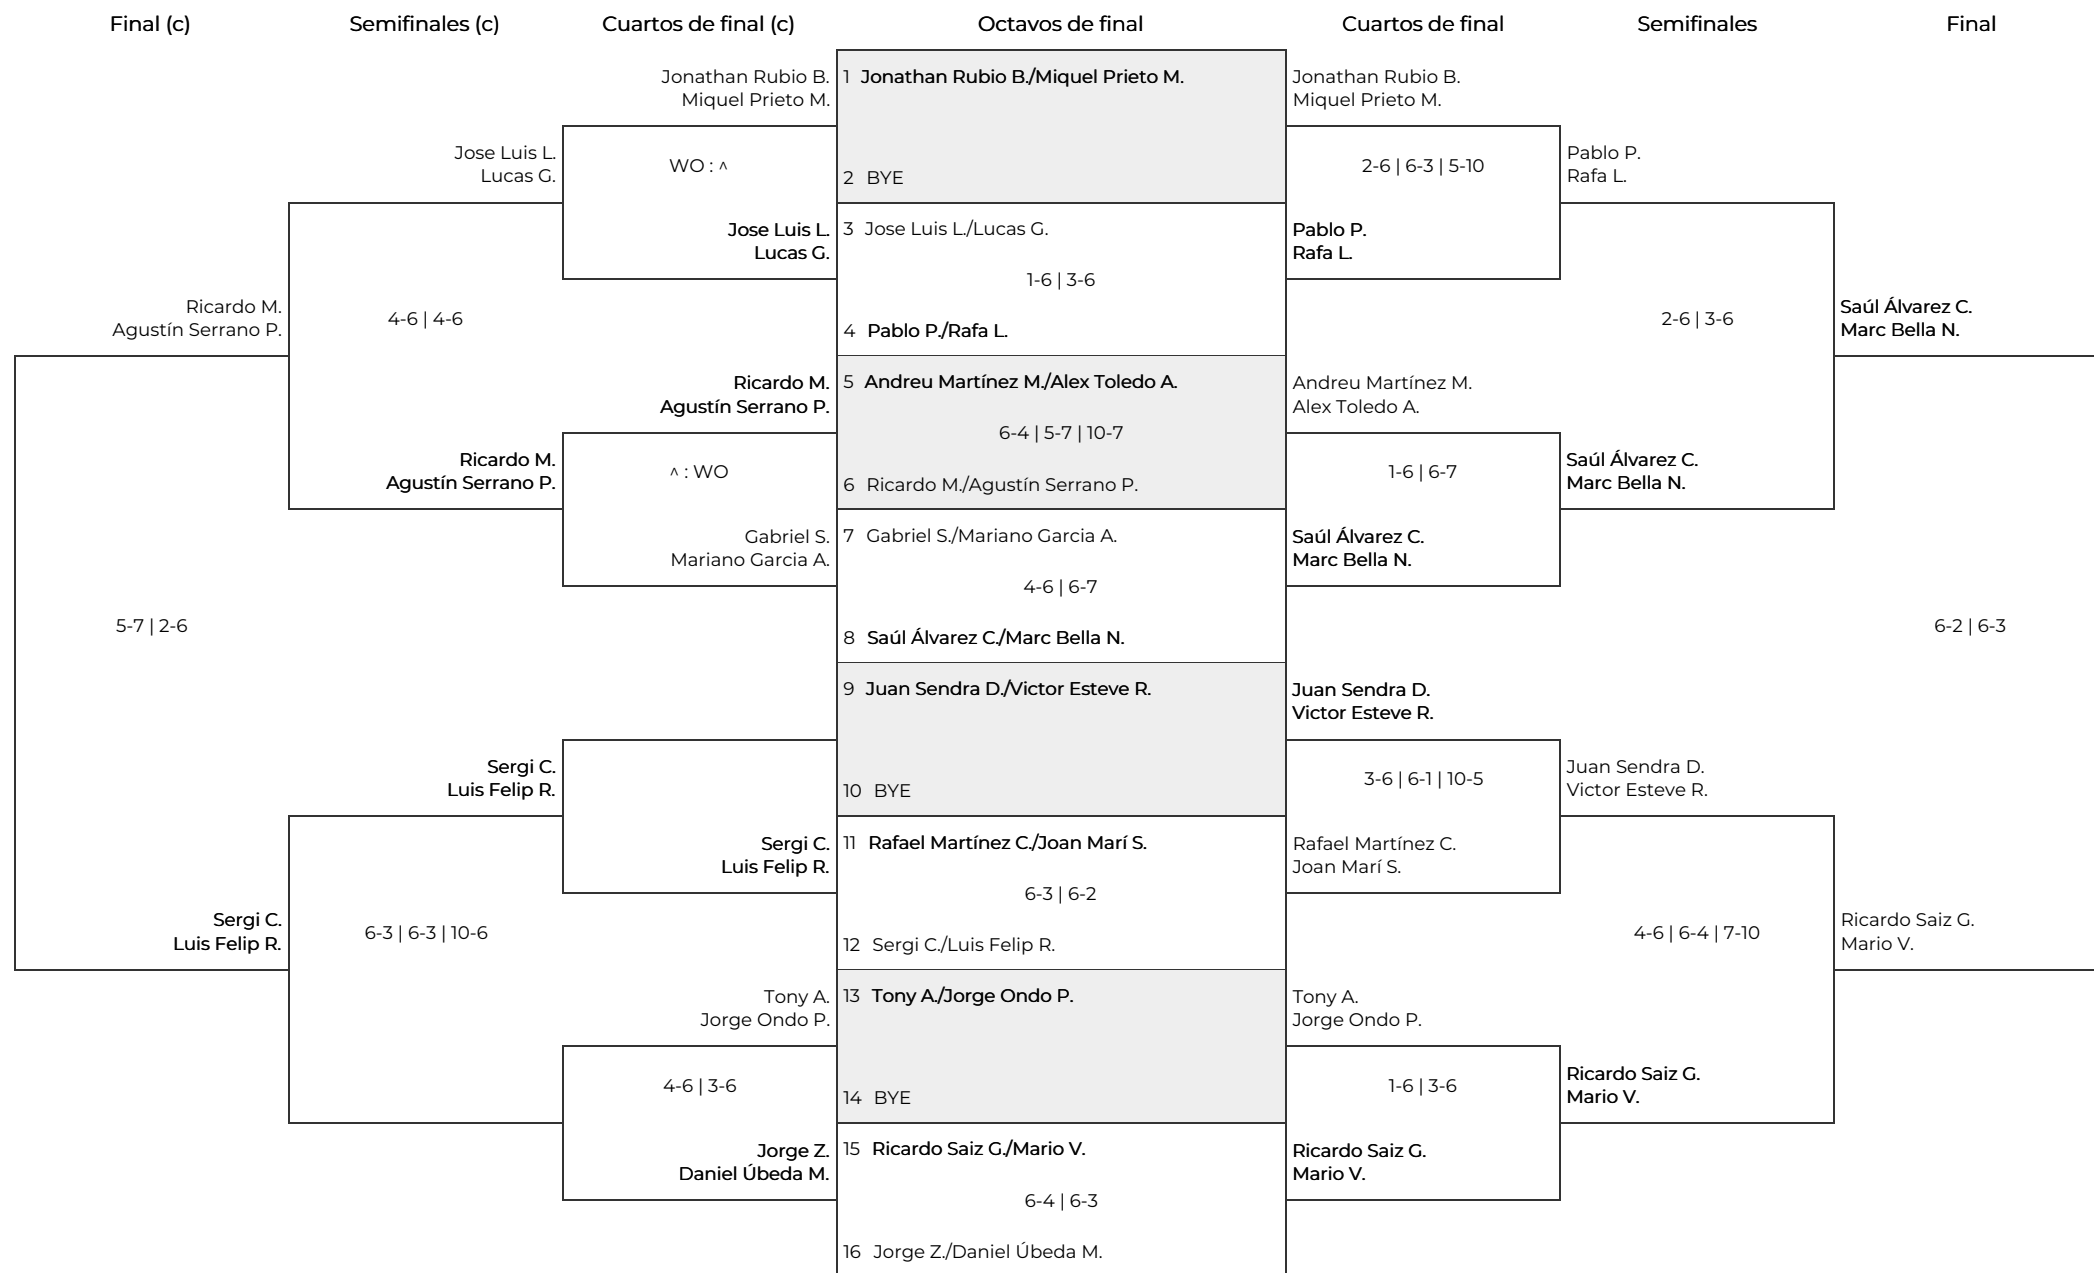 Final (c)
Semifinales (c)
Cuartos de final (c)
Octavos de final
Cuartos de final
Semifinales
Final
Ricardo M.
Agustín Serrano P.
5-7 | 2-6
Sergi C.
Luis Felip R.
Jose Luis L.
Lucas G.
4-6 | 4-6
Ricardo M.
Agustín Serrano P.
Sergi C.
Luis Felip R.
6-3 | 6-3 | 10-6
Jonathan Rubio B.
Miquel Prieto M.
WO : ^
Jose Luis L.
Lucas G.
Ricardo M.
Agustín Serrano P.
^ : WO
Gabriel S.
Mariano Garcia A.
Sergi C.
Luis Felip R.
Tony A.
Jorge Ondo P.
4-6 | 3-6
Jorge Z.
Daniel Úbeda M.
1 Jonathan Rubio B./Miquel Prieto M.
2 BYE
3 Jose Luis L./Lucas G.
1-6 | 3-6
4 Pablo P./Rafa L.
5 Andreu Martínez M./Alex Toledo A.
6-4 | 5-7 | 10-7
6 Ricardo M./Agustín Serrano P.
7 Gabriel S./Mariano Garcia A.
4-6 | 6-7
8 Saúl Álvarez C./Marc Bella N.
9 Juan Sendra D./Victor Esteve R.
10 BYE
11 Rafael Martínez C./Joan Marí S.
6-3 | 6-2
12 Sergi C./Luis Felip R.
13 Tony A./Jorge Ondo P.
14 BYE
15 Ricardo Saiz G./Mario V.
6-4 | 6-3
16 Jorge Z./Daniel Úbeda M.
Jonathan Rubio B.
Miquel Prieto M.
2-6 | 6-3 | 5-10
Pablo P.
Rafa L.
Andreu Martínez M.
Alex Toledo A.
1-6 | 6-7
Saúl Álvarez C.
Marc Bella N.
Juan Sendra D.
Victor Esteve R.
3-6 | 6-1 | 10-5
Rafael Martínez C.
Joan Marí S.
Tony A.
Jorge Ondo P.
1-6 | 3-6
Ricardo Saiz G.
Mario V.
Pablo P.
Rafa L.
2-6 | 3-6
Saúl Álvarez C.
Marc Bella N.
Juan Sendra D.
Victor Esteve R.
4-6 | 6-4 | 7-10
Ricardo Saiz G.
Mario V.
Saúl Álvarez C.
Marc Bella N.
6-2 | 6-3
Ricardo Saiz G.
Mario V.